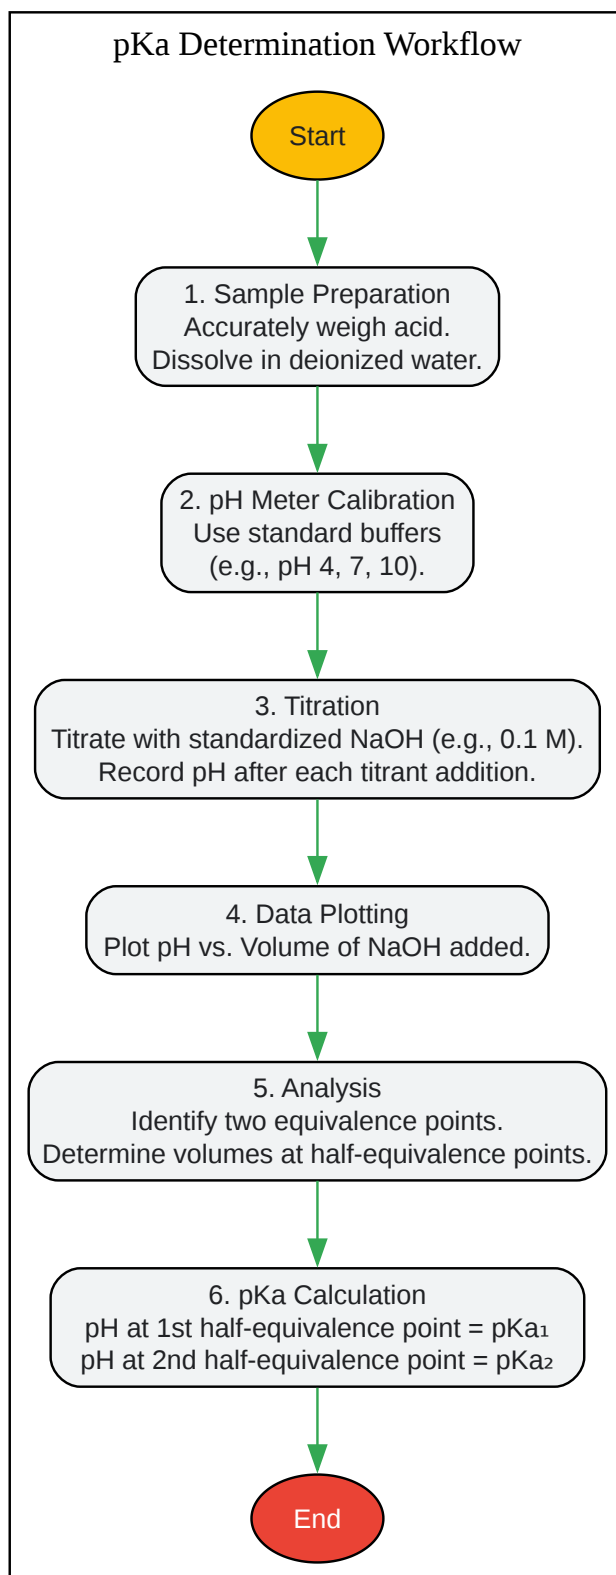 pKa Determination Workflow
Start
1. Sample Preparation
Accurately weigh acid.
Dissolve in deionized water.
2. pH Meter Calibration
Use standard buffers
(e.g., pH 4, 7, 10).
3. Titration
Titrate with standardized NaOH (e.g., 0.1 M).
Record pH after each titrant addition.
4. Data Plotting
Plot pH vs. Volume of NaOH added.
5. Analysis
Identify two equivalence points.
Determine volumes at half-equivalence points.
6. pKa Calculation
pH at 1st half-equivalence point = pKa₁
pH at 2nd half-equivalence point = pKa₂
End